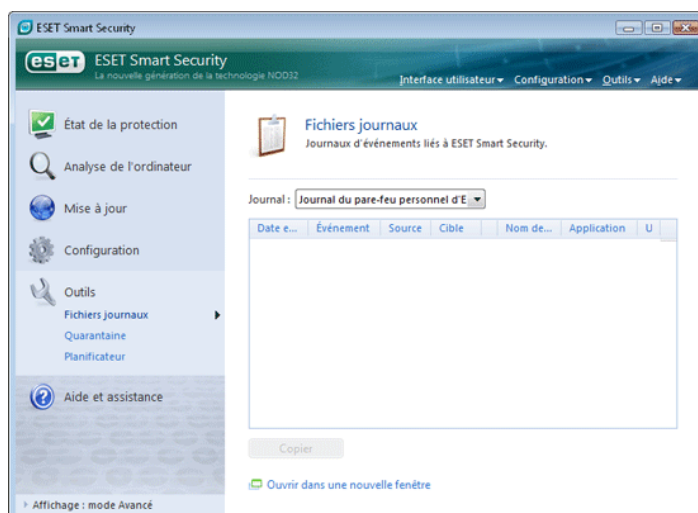 ESET Smart Security
eseT ESET Smart Security
La nouvelle génération de la technologie NOD32
Interface utilisateur Configuration Outils Aide
État de la protection
Analyse de l'ordinateur
Mise à jour
Configuration
Outils
Fichiers journaux
Quarantaine
Planificateur
Aide et assistance
Affichage : mode Avancé
Fichiers journaux
Journaux d'événements liés à ESET Smart Security.
Journal : Journal du pare-feu personnel d'E
Date e... Événement Source Cible Nom de... Application U
Copier
Ouvrir dans une nouvelle fenêtre